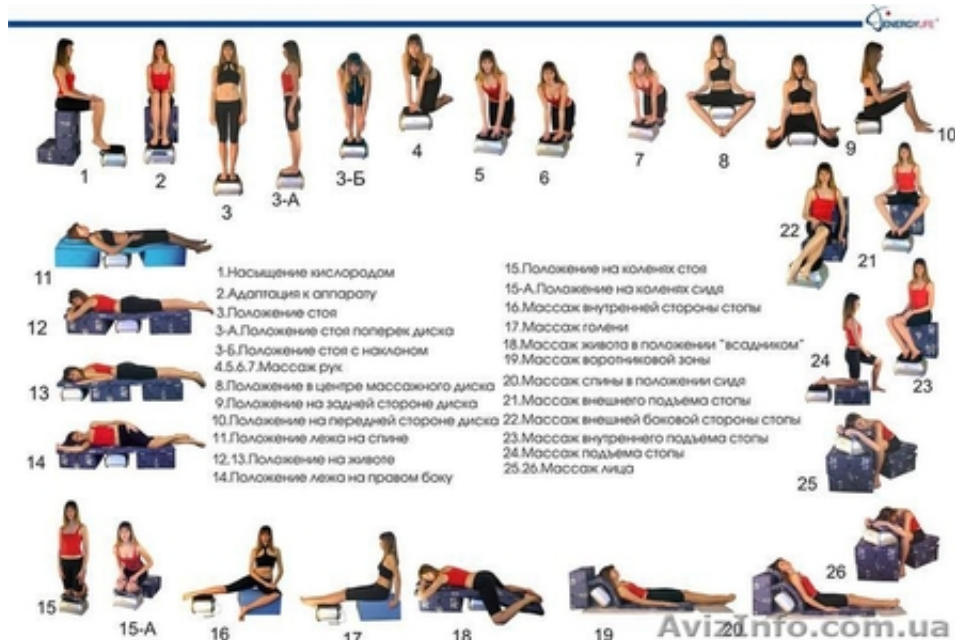 ENERGYLIFE
1
2
3
3-А
3-Б
4
5
6
7
8
9
10
11
12
13
14
22
21
24
23
25
26
1.Насыщение кислородом
2.Адаптация к аппарату
3.Положение стоя
3-А.Положение стоя поперек диска
3-Б.Положение стоя с наклоном
4.5.6.7.Массаж рук
8.Положение в центре массажного диска
9.Положение на задней стороне диска
10.Положение на передней стороне диска
11.Положение лежа на спине
12,13.Положение на животе
14.Положение лежа на правом боку
15.Положение на коленях стоя
15-А.Положение на коленях сидя
16.Массаж внутренней стороны стопы
17.Массаж голени
18.Массаж живота в положении "всадником"
19.Массаж воротниковой зоны
20.Массаж спины в положении сидя
21.Массаж внешнего подъема стопы
22.Массаж внешней боковой стороны стопы
23.Массаж внутреннего подъема стопы
24.Массаж подъема стопы
25.26.Массаж лица
15
15-А
16
17
18
19
20
AvizInfo.com.ua